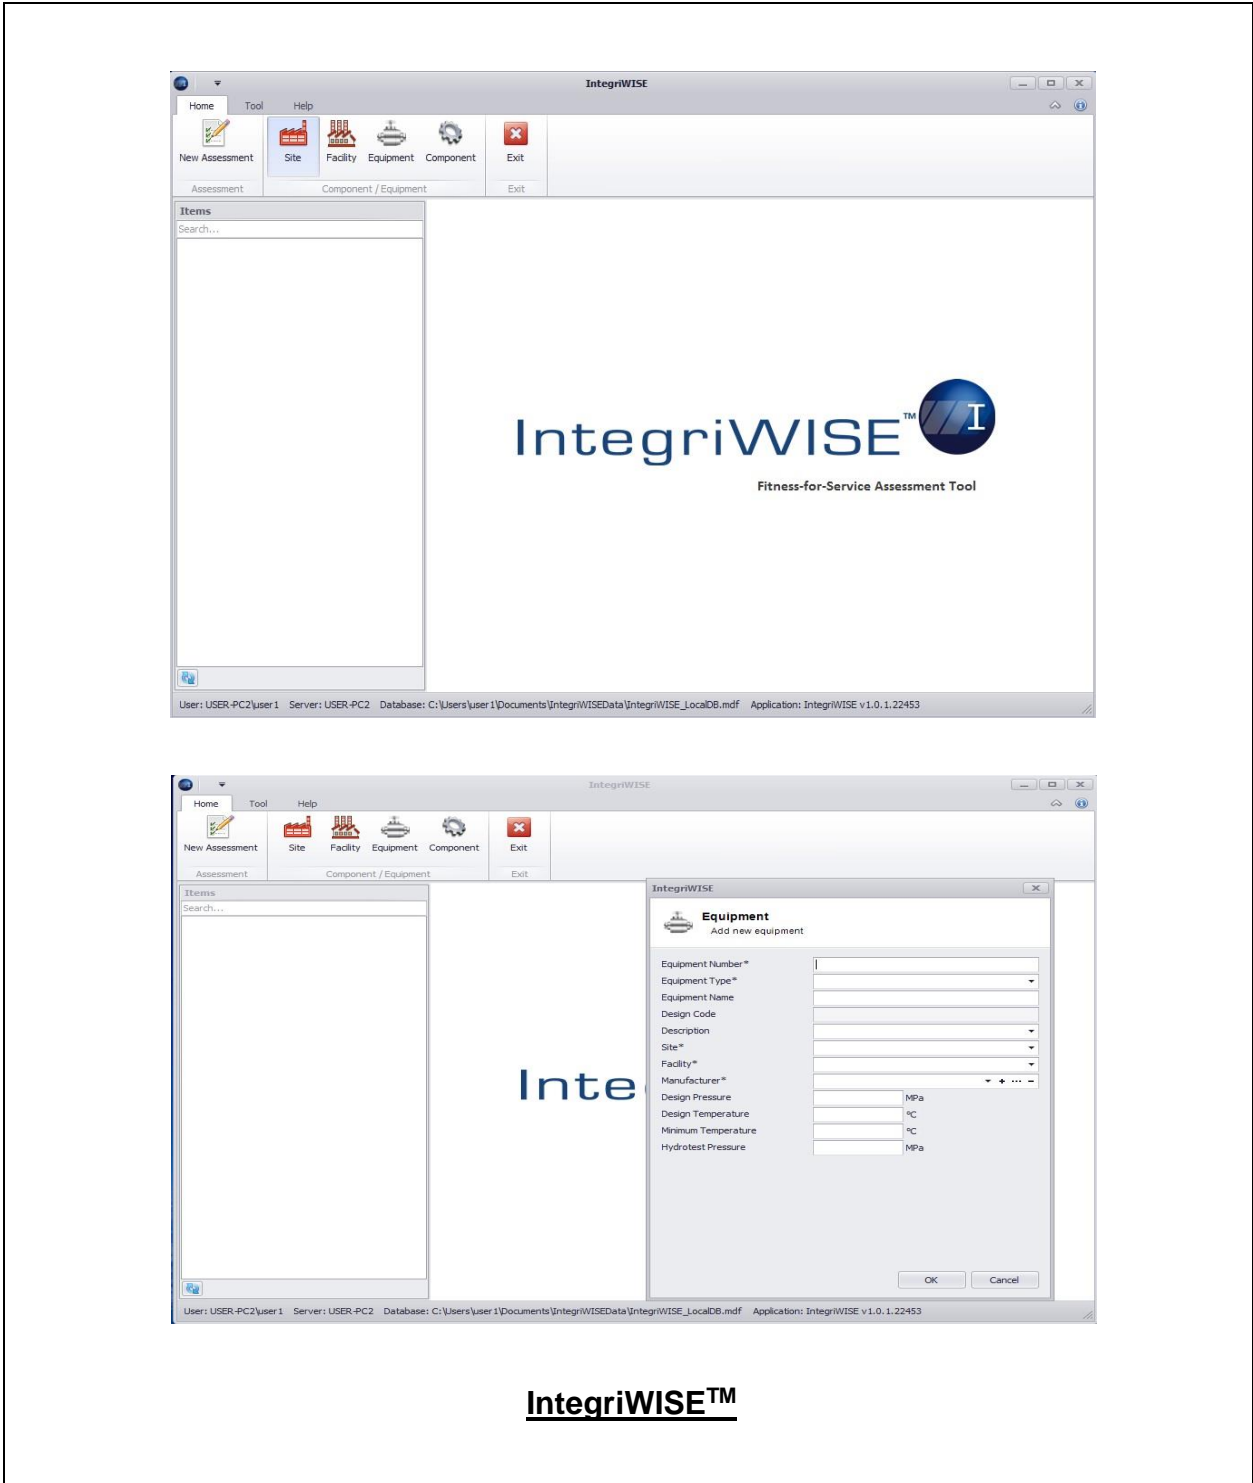 IntegriWISE
Home Tool Help
New Assessment Site Facility Equipment Component Exit
Assessment Component / Equipment Exit
Items
Search...
IntegriWISE™ I
Fitness-for-Service Assessment Tool
User: USER-PC2\user1 Server: USER-PC2 Database: C:\Users\user1\Documents\IntegriWISEData\IntegriWISE_LocalDB.mdf Application: IntegriWISE v1.0.1.22453
IntegriWISE
Home Tool Help
New Assessment Site Facility Equipment Component Exit
Assessment Component / Equipment Exit
Items
Search...
Inte
IntegriWISE
Equipment
Add new equipment
Equipment Number*
Equipment Type*
Equipment Name
Design Code
Description
Site*
Facility*
Manufacturer*
Design Pressure MPa
Design Temperature ºC
Minimum Temperature ºC
Hydrotest Pressure MPa
OK Cancel
User: USER-PC2\user1 Server: USER-PC2 Database: C:\Users\user1\Documents\IntegriWISEData\IntegriWISE_LocalDB.mdf Application: IntegriWISE v1.0.1.22453
IntegriWISE™